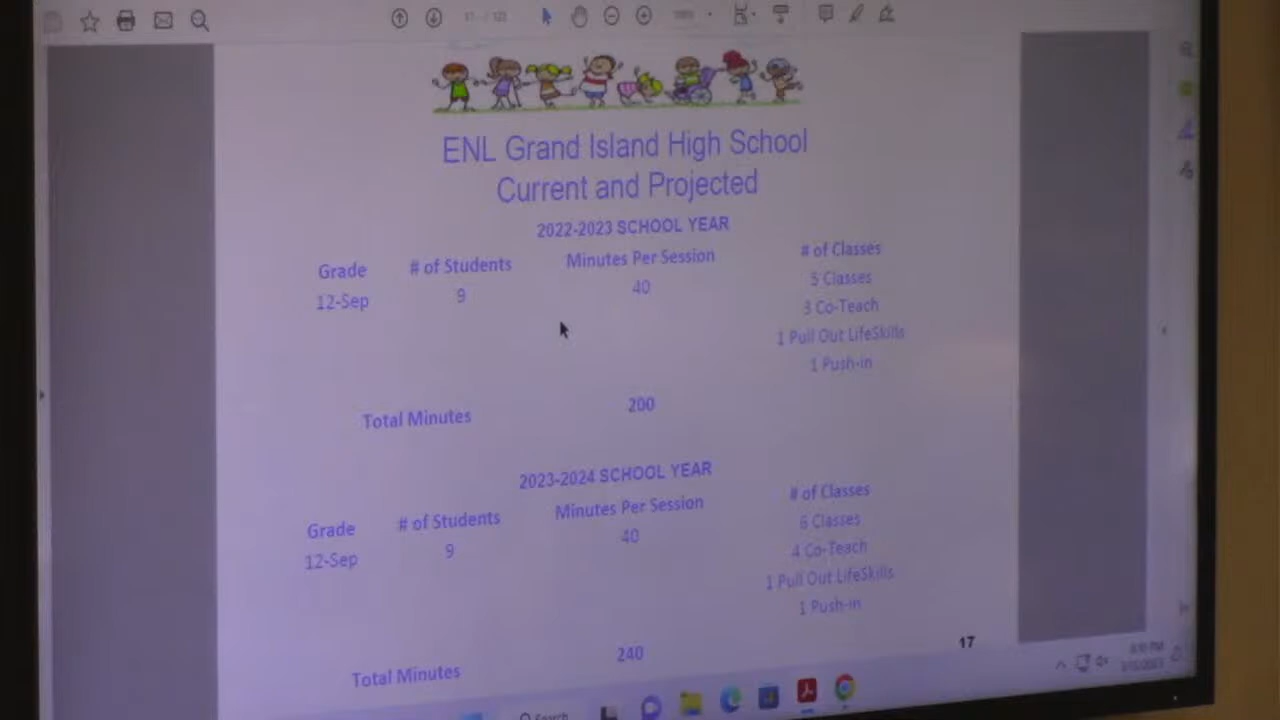 ENL Grand Island High School
Current and Projected
2022-2023 SCHOOL YEAR
Grade # of Students Minutes Per Session # of Classes
12-Sep 9 40 5 Classes
3 Co-Teach
1 Pull Out LifeSkills
1 Push-in
Total Minutes 200
2023-2024 SCHOOL YEAR
Grade # of Students Minutes Per Session # of Classes
12-Sep 9 40 6 Classes
4 Co-Teach
1 Pull Out LifeSkills
1 Push-in
17
Total Minutes 240
Search